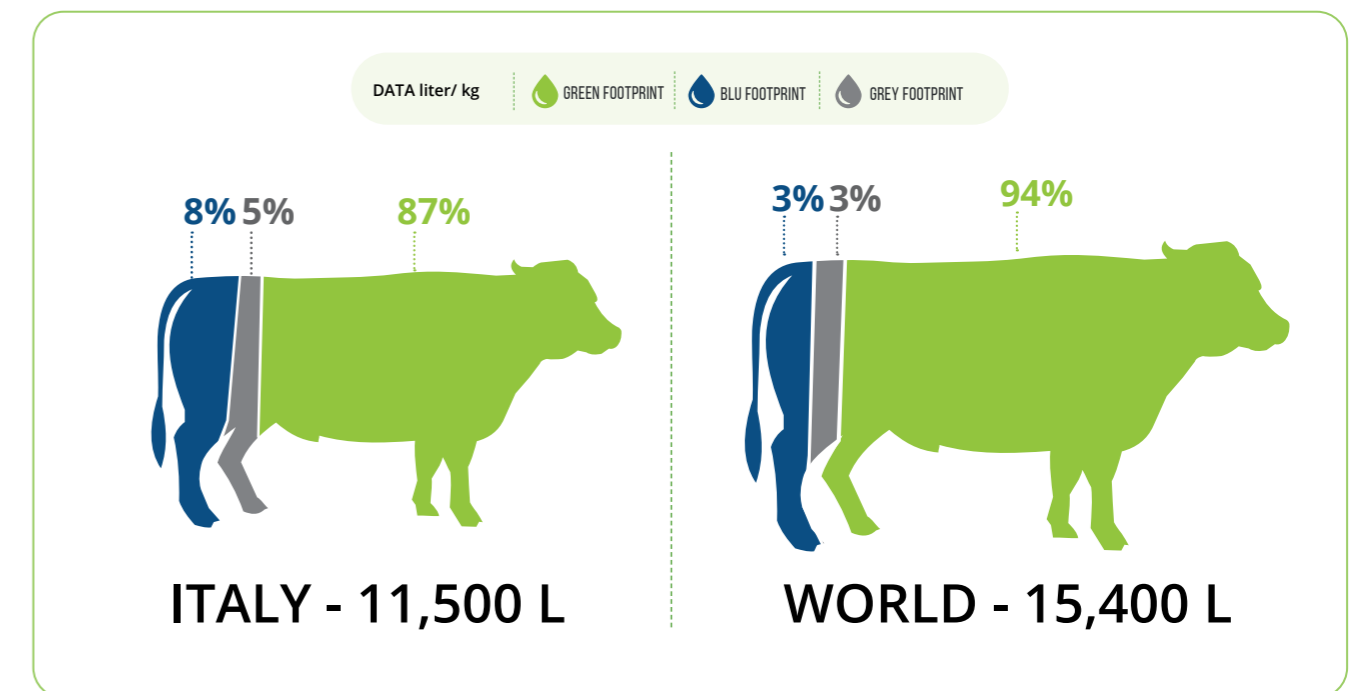 DATA liter/ kg
GREEN FOOTPRINT
BLU FOOTPRINT
GREY FOOTPRINT
8% 5% 87%
3% 3% 94%
ITALY - 11,500 L
WORLD - 15,400 L